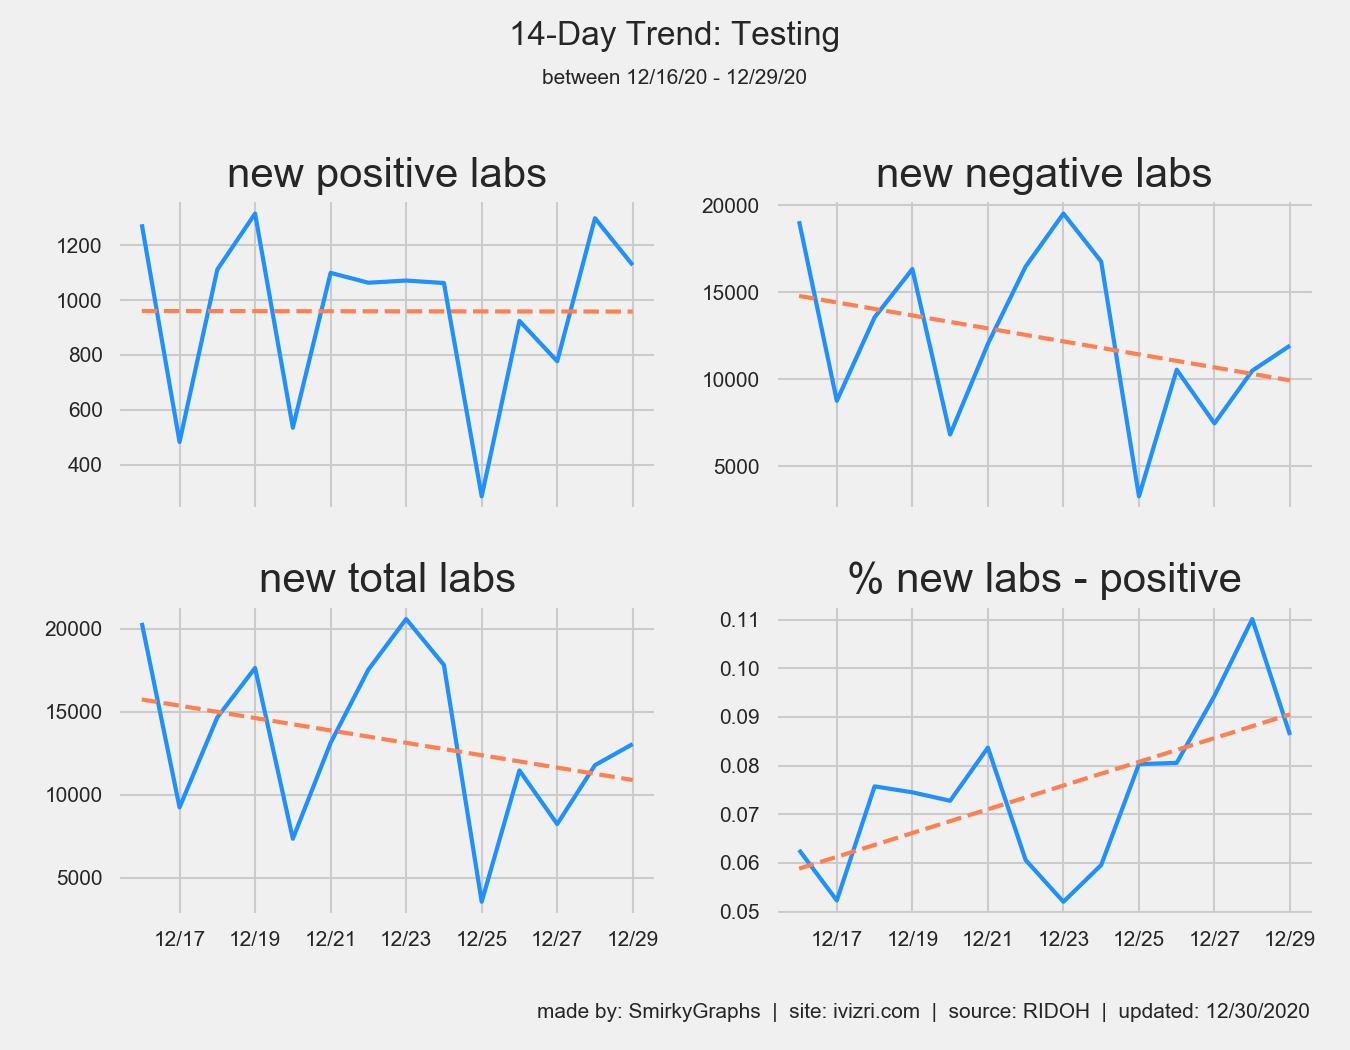 14-Day Trend: Testing
between 12/16/20 - 12/29/20
new positive labs
1200
1000
800
600
400
new negative labs
20000
15000
10000
5000
new total labs
20000
15000
10000
5000
12/17 12/19 12/21 12/23 12/25 12/27 12/29
% new labs - positive
0.11
0.10
0.09
0.08
0.07
0.06
0.05
12/17 12/19 12/21 12/23 12/25 12/27 12/29
made by: SmirkyGraphs | site: ivizri.com | source: RIDOH | updated: 12/30/2020